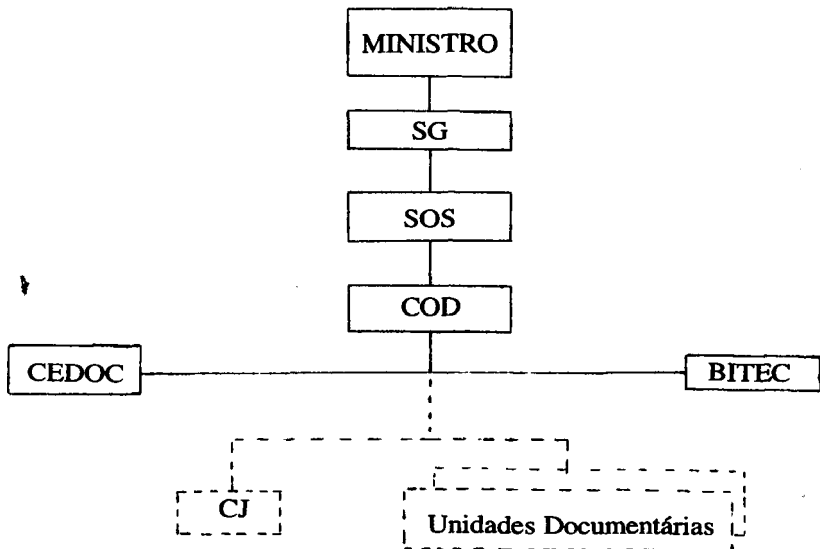 MINISTRO
SG
SOS
COD
CEDOC
BITEC
CJ
Unidades Documentárias